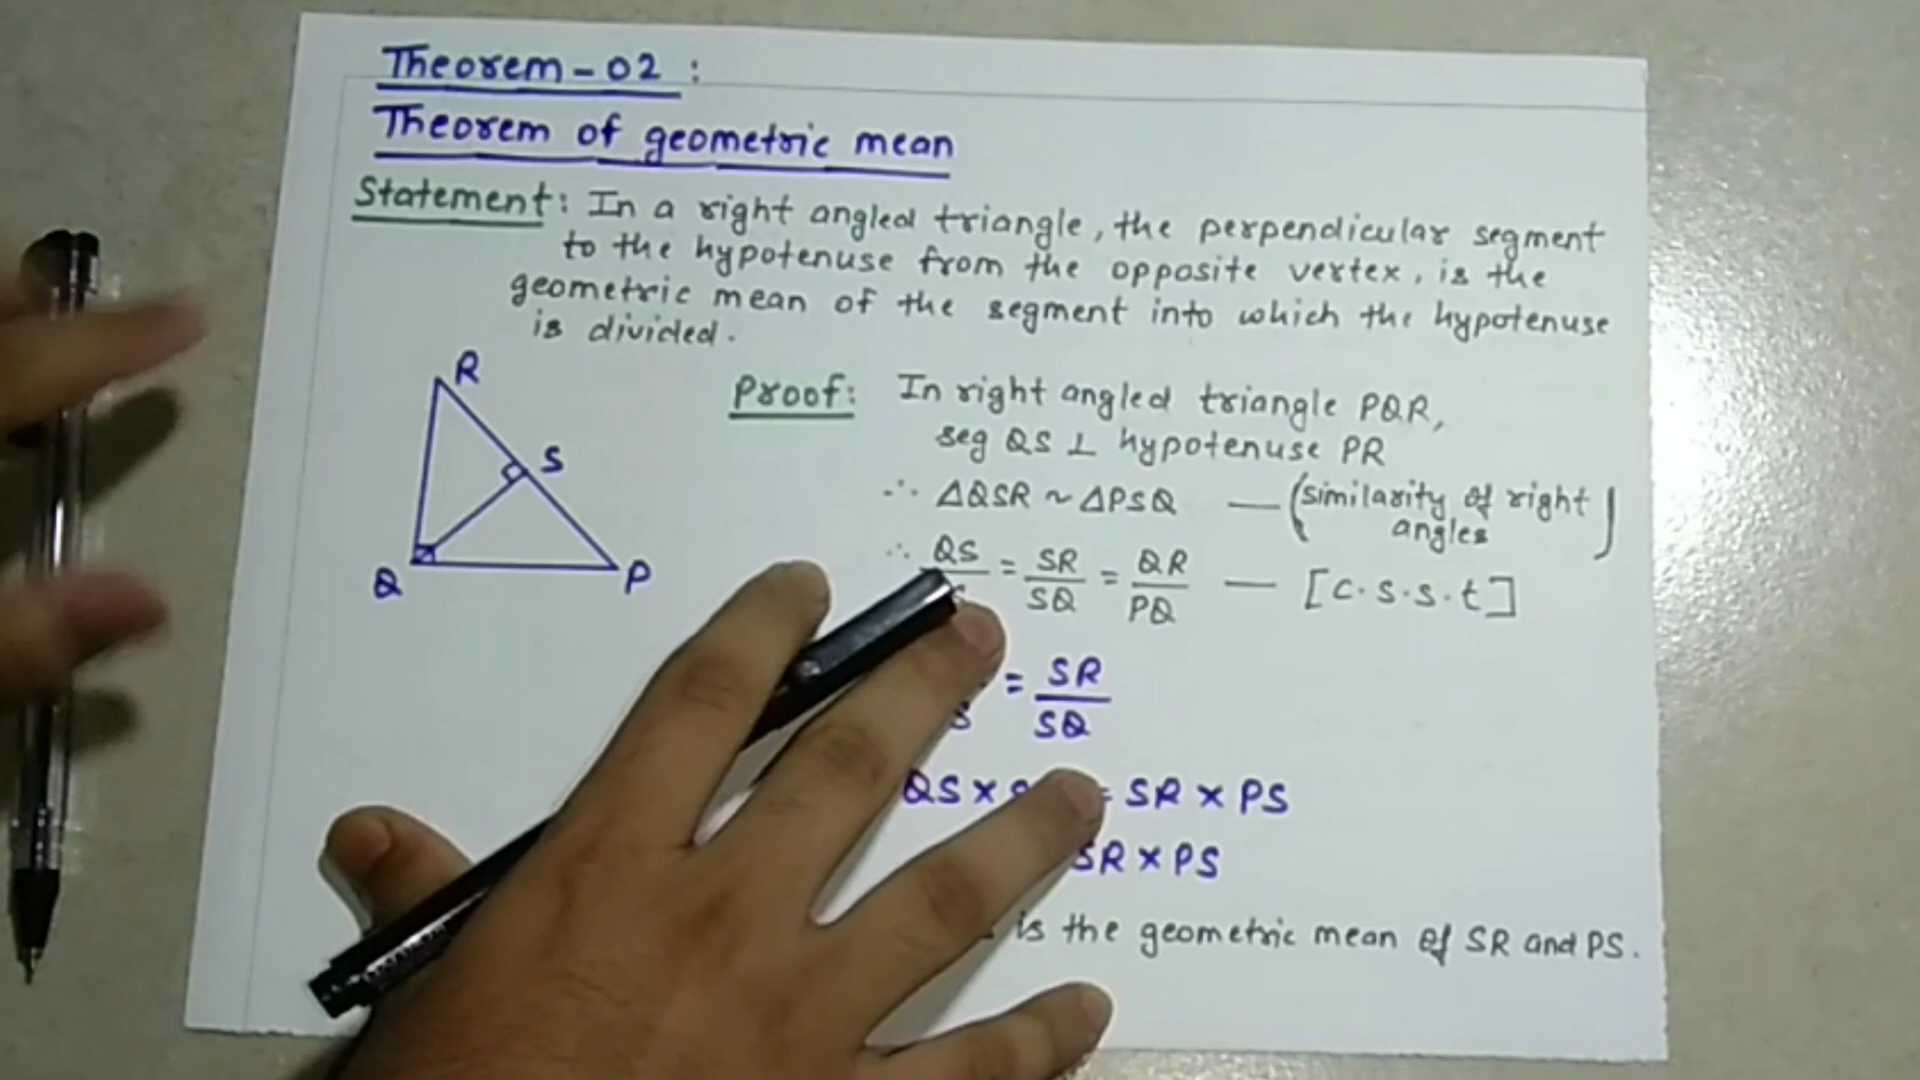 Theorem-02 :
Theorem of geometric mean
Statement: In a right angled triangle, the perpendicular segment
to the hypotenuse from the opposite vertex, is the
geometric mean of the segment into which the hypotenuse
is divided.
R
S
Q
P
Proof: In right angled triangle PQR,
seg QS ⊥ hypotenuse PR
∴ ΔQSR ~ ΔPSQ — (similarity of right
angles)
∴ QS = SR/SQ = QR/PQ — [c.s.s.t]
= SR/SQ
QS × = SR × PS
SR × PS
is the geometric mean of SR and PS.